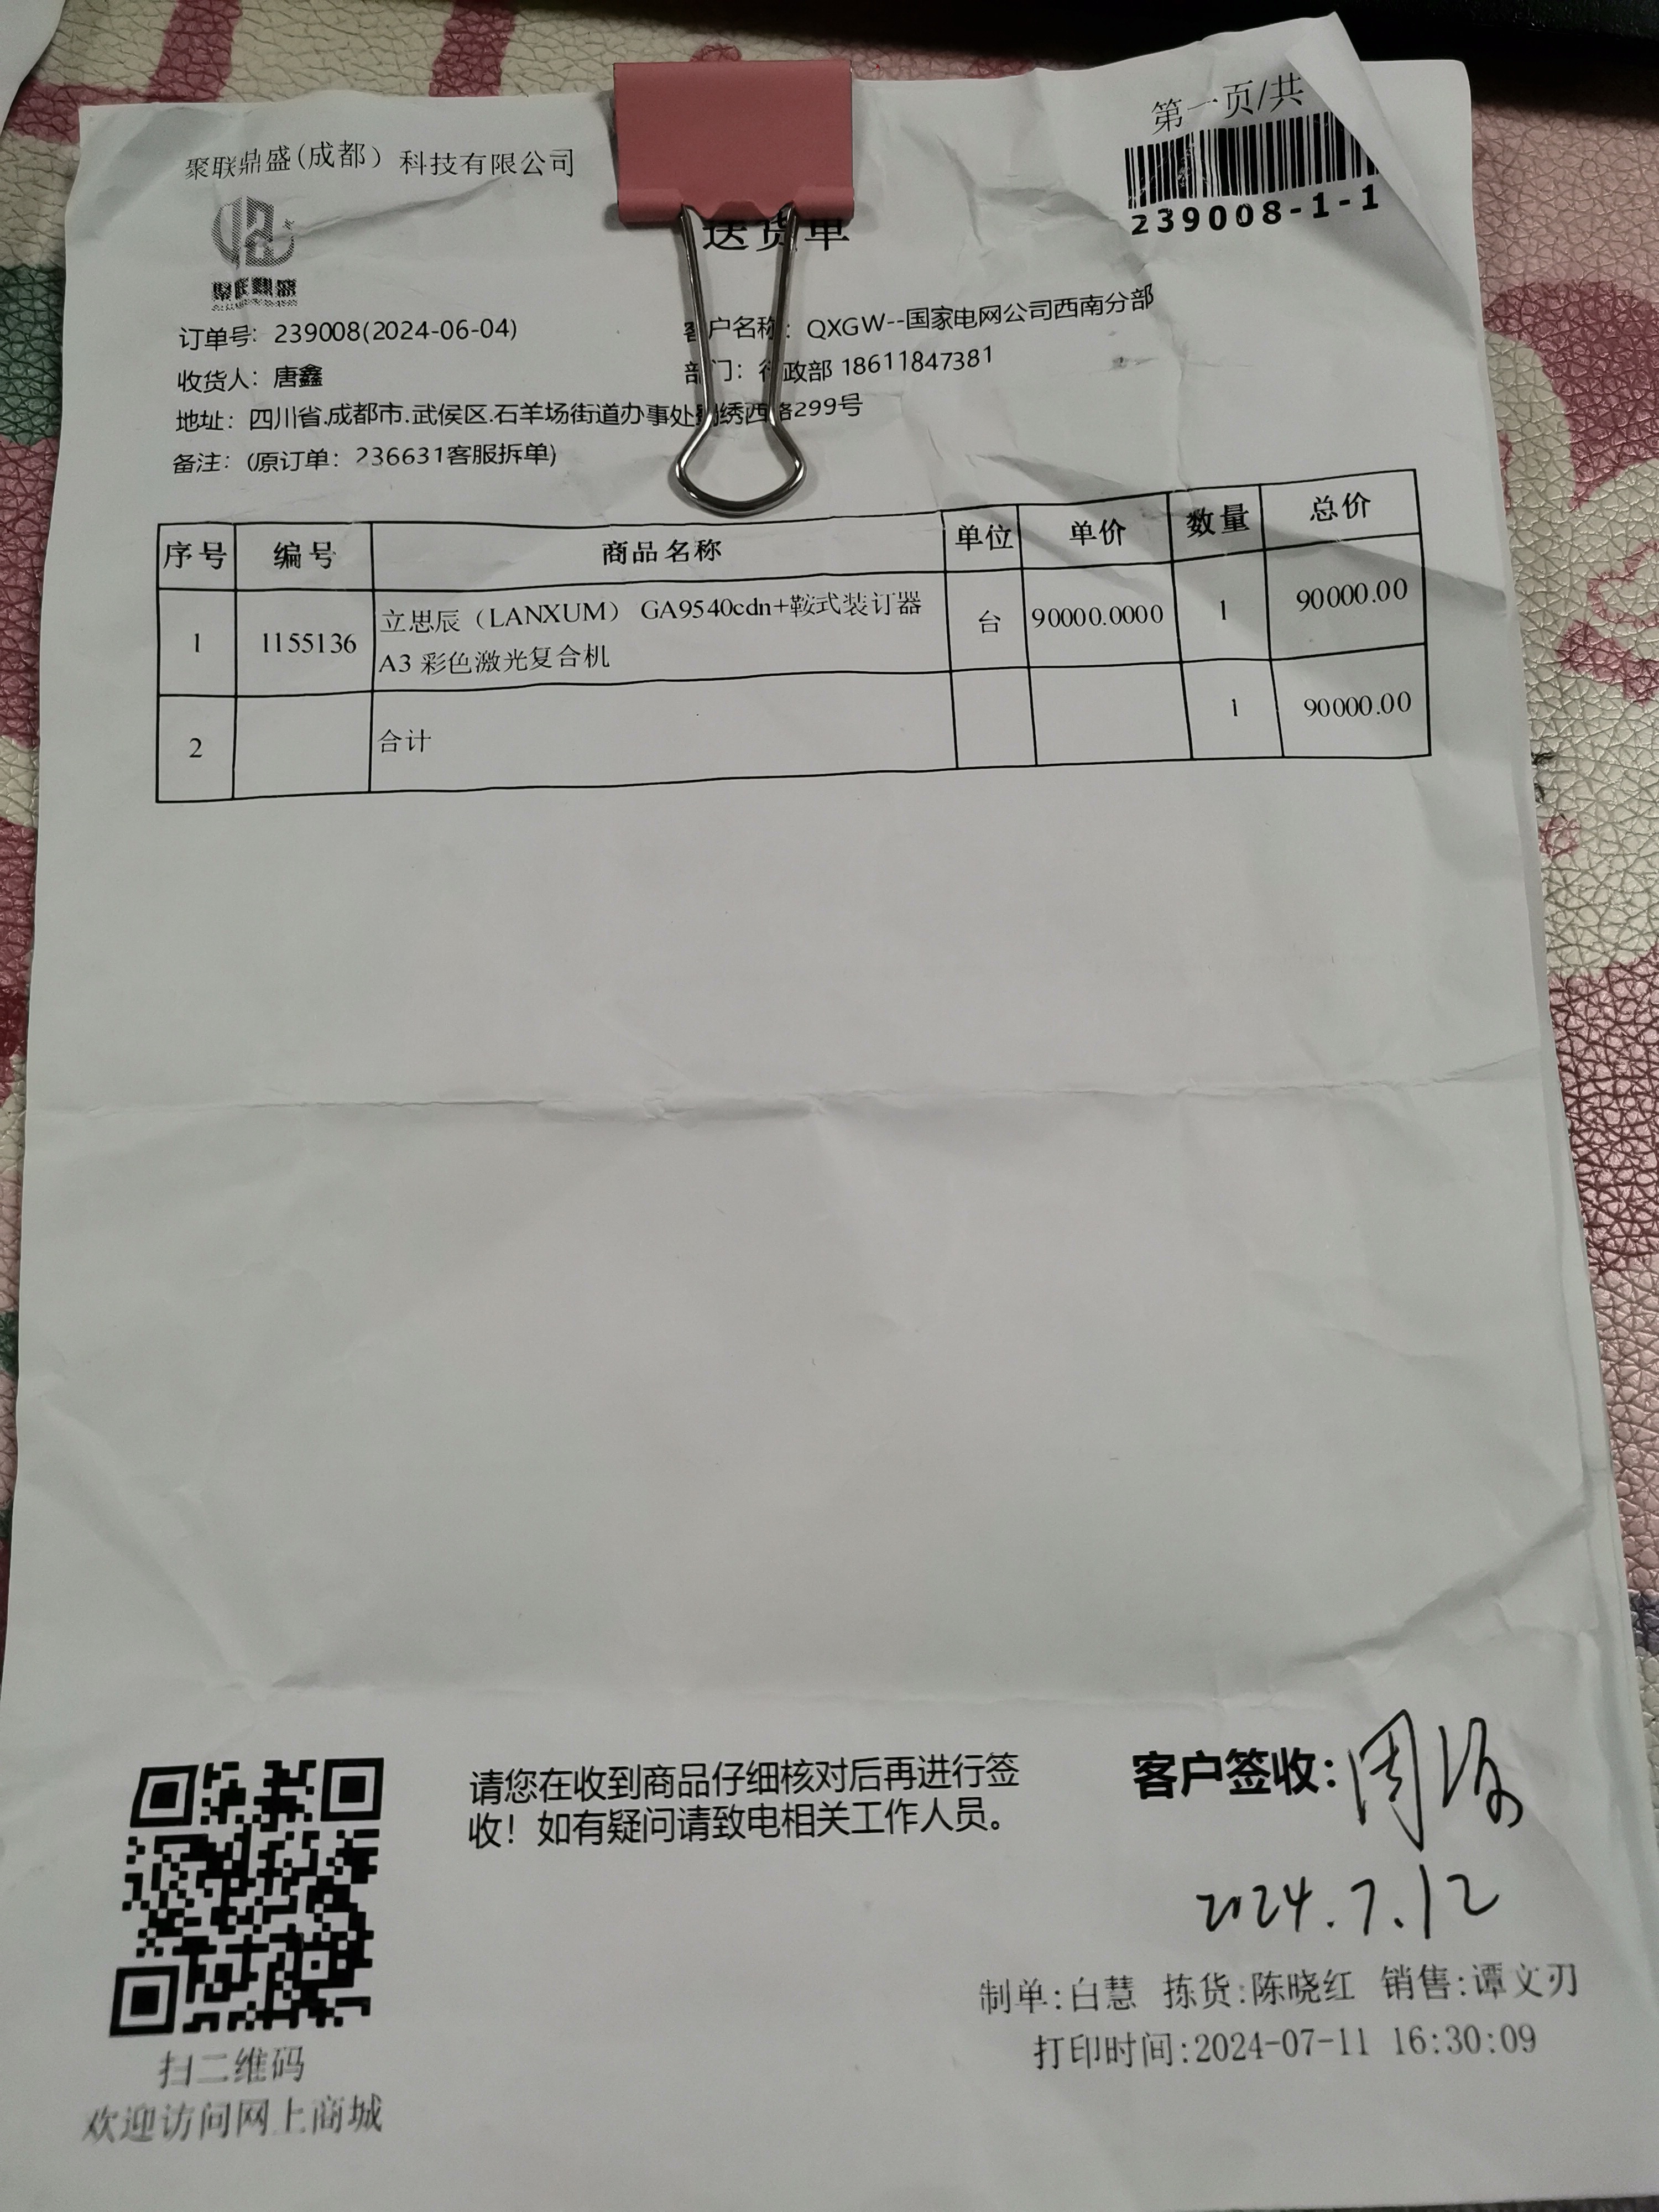 第一页/共
聚联鼎盛(成都)科技有限公司
239008-1-1
送货单
聚联鼎盛
订单号：239008(2024-06-04) 客户名称：QXGW--国家电网公司西南分部
收货人：唐鑫 部门：行政部 18611847381
地址：四川省.成都市.武侯区.石羊场街道办事处锦绣西路299号
备注：(原订单：236631客服拆单)
序号 编号 商品名称 单位 单价 数量 总价
1 1155136 立思辰（LANXUM） GA9540cdn+鞍式装订器 台 90000.0000 1 90000.00
A3 彩色激光复合机
2 合计 1 90000.00
请您在收到商品仔细核对后再进行签
收！如有疑问请致电相关工作人员。
客户签收：周
2024.7.12
制单:白慧 拣货:陈晓红 销售:谭文刃
打印时间:2024-07-11 16:30:09
扫二维码
欢迎访问网上商城